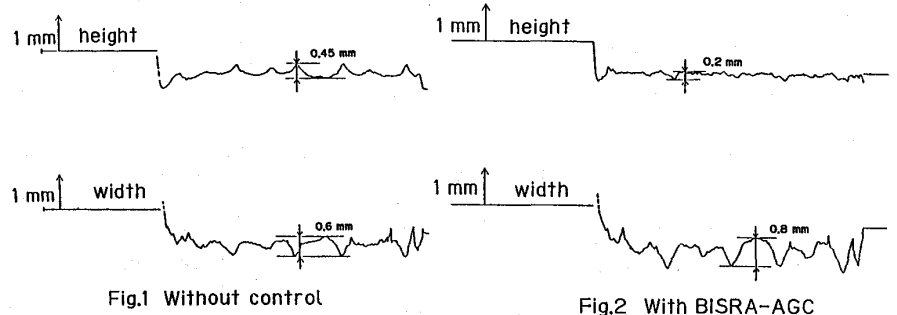 1 mm height
0.45 mm
1 mm width
0.6 mm
Fig.1 Without control
1 mm height
0.2 mm
1 mm width
0.8 mm
Fig.2 With BISRA-AGC